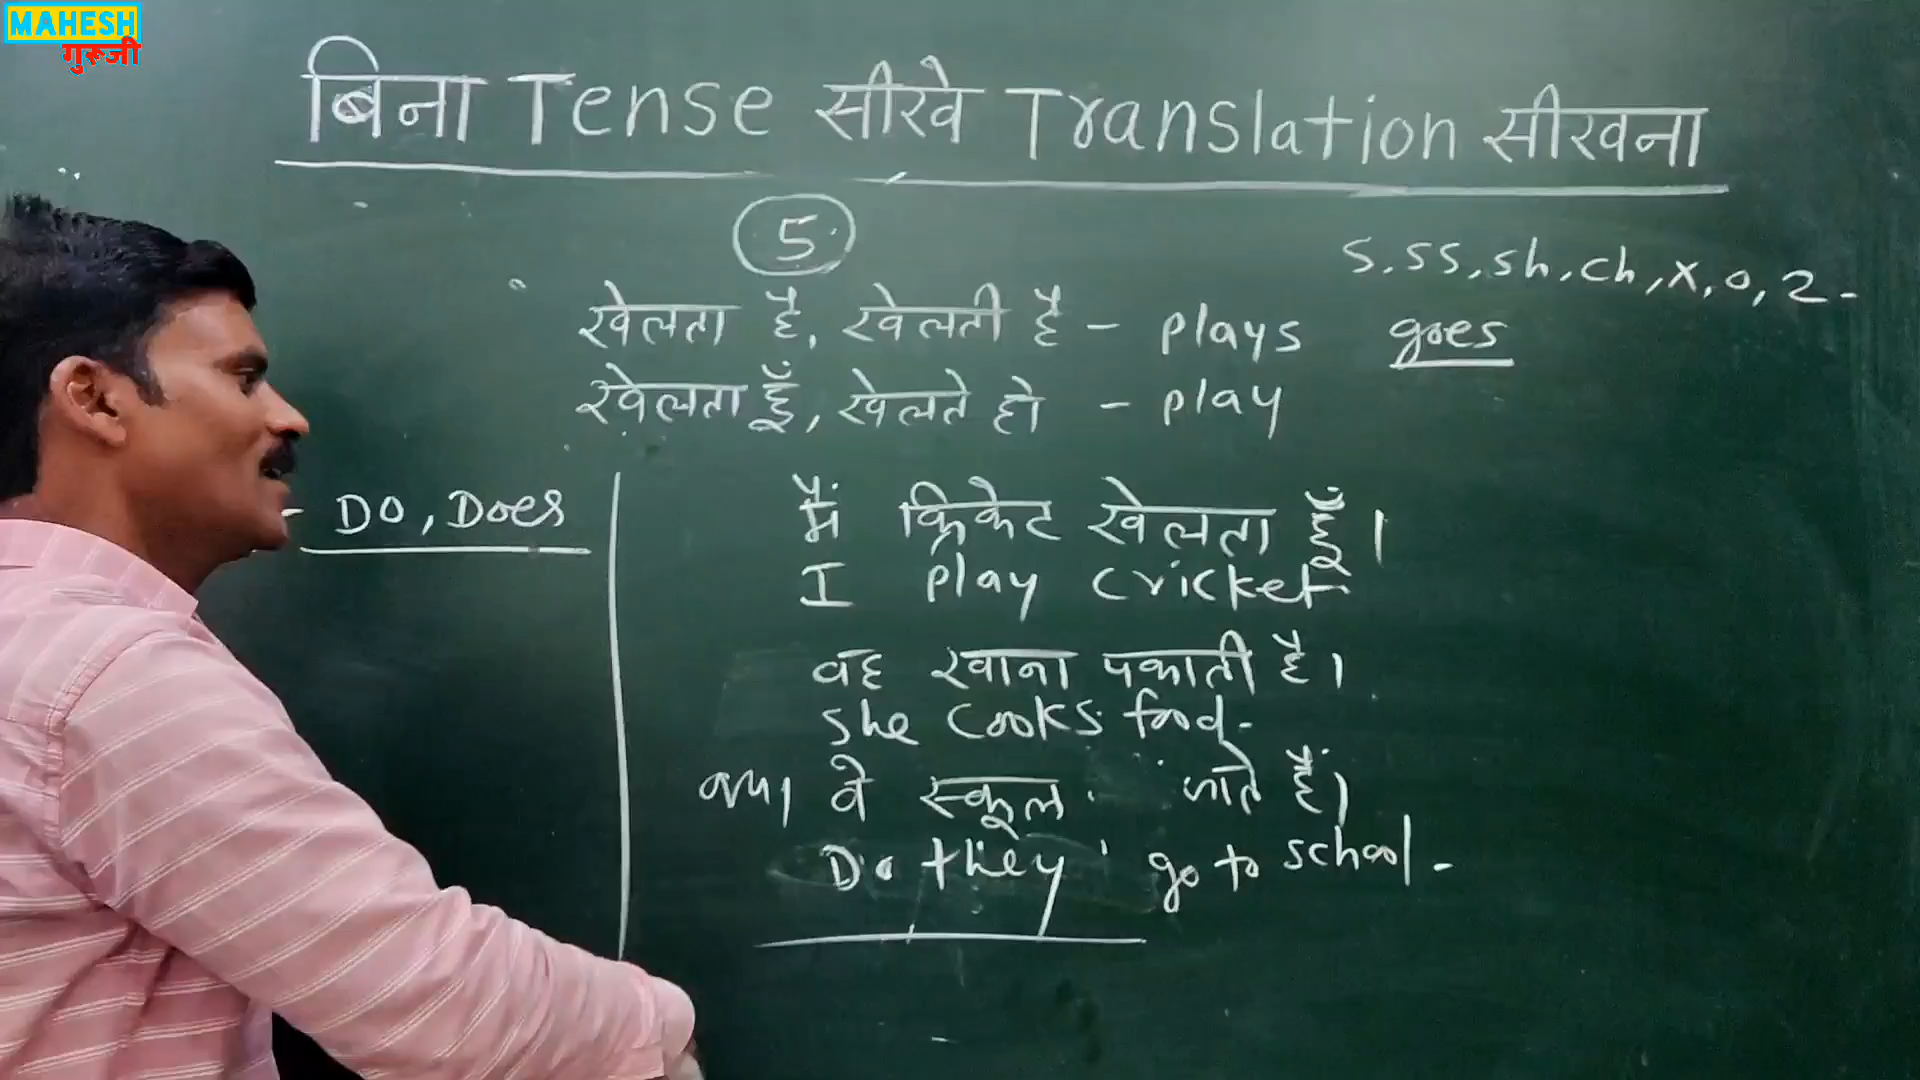 MAHESH
गुरूजी
बिना Tense सीखे Translation सीखना
5
s, ss, sh, ch, x, o, z -
खेलता है, खेलती है - plays goes
खेलता हूँ, खेलते हो - play
- Do, Does
मैं क्रिकेट खेलता हूँ।
I play cricket
वह खाना पकाती है।
She cooks food.
क्या वे स्कूल जाते हैं।
Do they go to school.